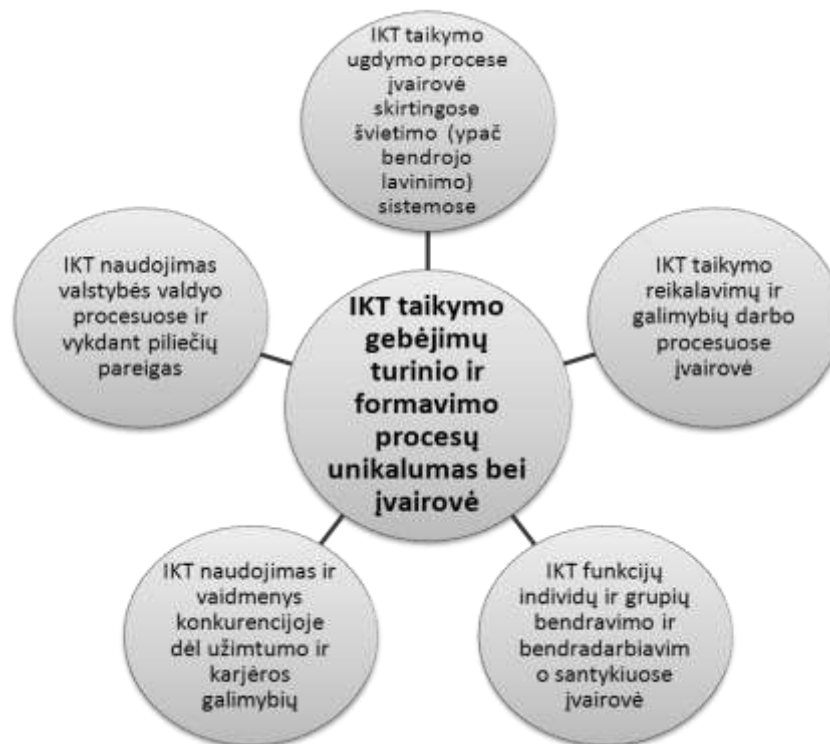 IKT taikymo
ugdymo procese
įvairovė
skirtingose
švietimo (ypač
bendrojo
lavinimo)
sistemose
IKT naudojimas
valstybės valdyo
procesuose ir
vykdant piliečių
pareigas
IKT taikymo
gebėjimų
turinio ir
formavimo
procesų
unikalumas bei
įvairovė
IKT taikymo
reikalavimų ir
galimybių darbo
procesuose
įvairovė
IKT naudojimas ir
vaidmenys
konkurencijoje
dėl užimtumo ir
karjėros
galimybių
IKT funkcijų
individų ir grupių
bendravimo ir
bendradarbiavim
o santykiuose
įvairovė